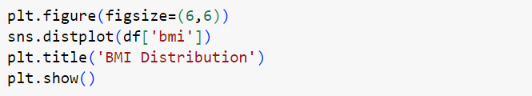 plt.figure(figsize=(6,6))
sns.distplot(df['bmi'])
plt.title('BMI Distribution')
plt.show()